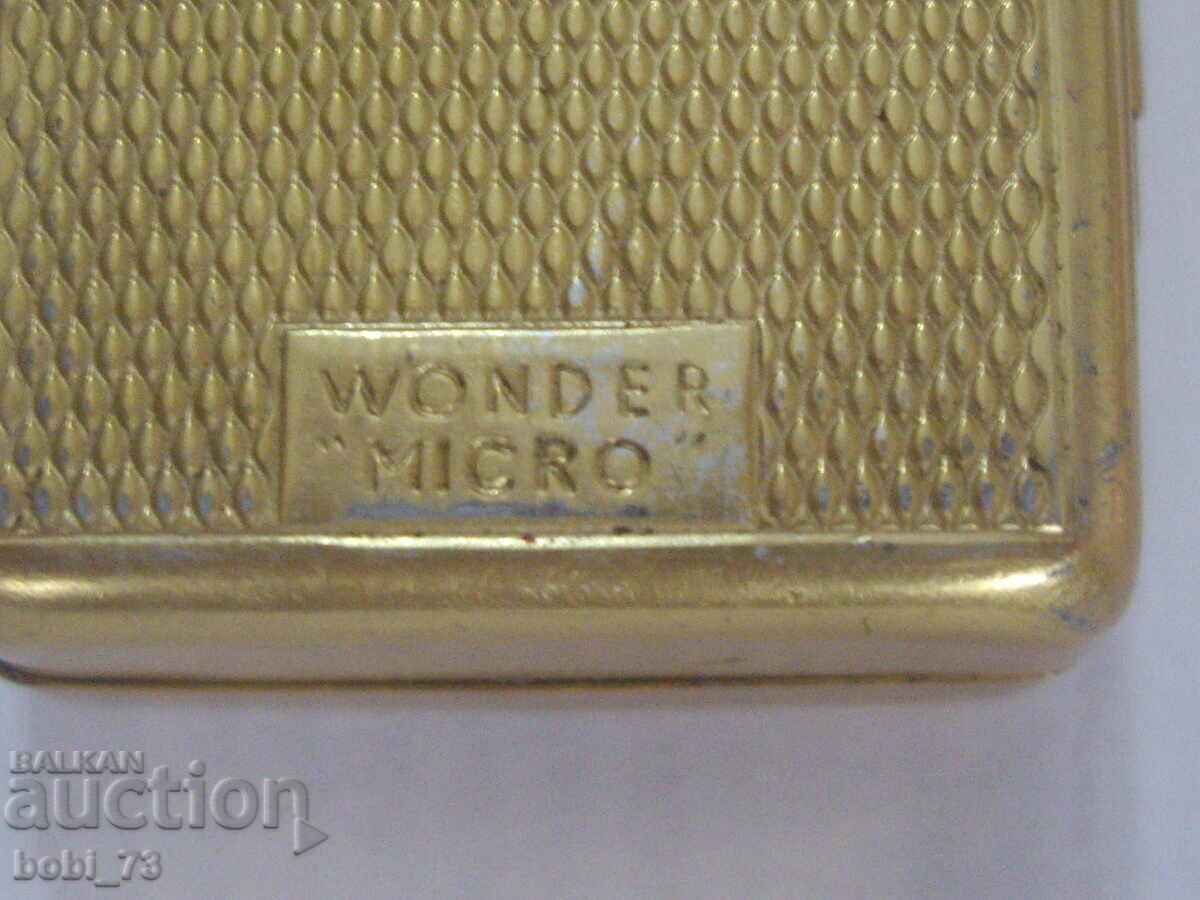 WONDER
"MICRO"
BALKAN
auction
bobi_73